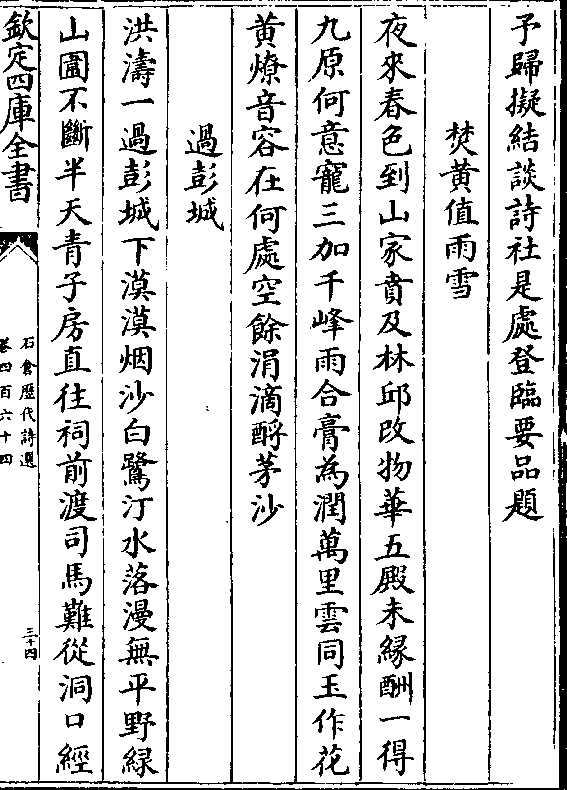 予歸擬結談詩社是處登臨要品題
焚黄值雨雪
夜來春色到山家賁及林邱改物華五殿未縁酬一得
九原何意寵三加千峰雨合膏為潤萬里雲同玉作花
黄燎音容在何處空餘涓滴酹茅沙
過彭城
洪濤一過彭城下漠漠烟沙白鷺汀水落漫無平野緑
山圍不斷半天青子房直往祠前渡司馬難從洞口經
欽定四庫全書
石倉歷代詩選
卷四百六十四
三十四